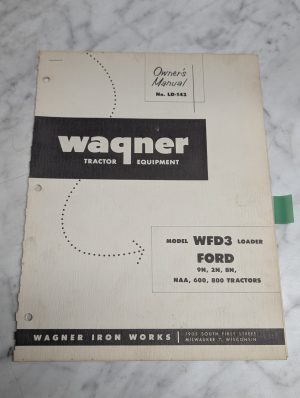 Owner's
Manual
No. LD-142
wagner
TRACTOR EQUIPMENT
MODEL WFD3 LOADER
FORD
9N, 2N, 8N,
NAA, 600, 800 TRACTORS
WAGNER IRON WORKS
1905 SOUTH FIRST STREET
MILWAUKEE 7, WISCONSIN